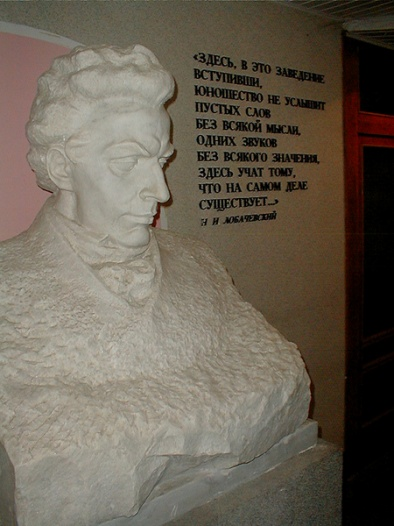 «ЗДЕСЬ, В ЭТО ЗАВЕДЕНИЕ
ВСТУПИВШИ,
ЮНОШЕСТВО НЕ УСЛЫШИТ
ПУСТЫХ СЛОВ
БЕЗ ВСЯКОЙ МЫСЛИ,
ОДНИХ ЗВУКОВ
БЕЗ ВСЯКОГО ЗНАЧЕНИЯ,
ЗДЕСЬ УЧАТ ТОМУ,
ЧТО НА САМОМ ДЕЛЕ
СУЩЕСТВУЕТ...»
Н И ЛОБАЧЕВСКИЙ